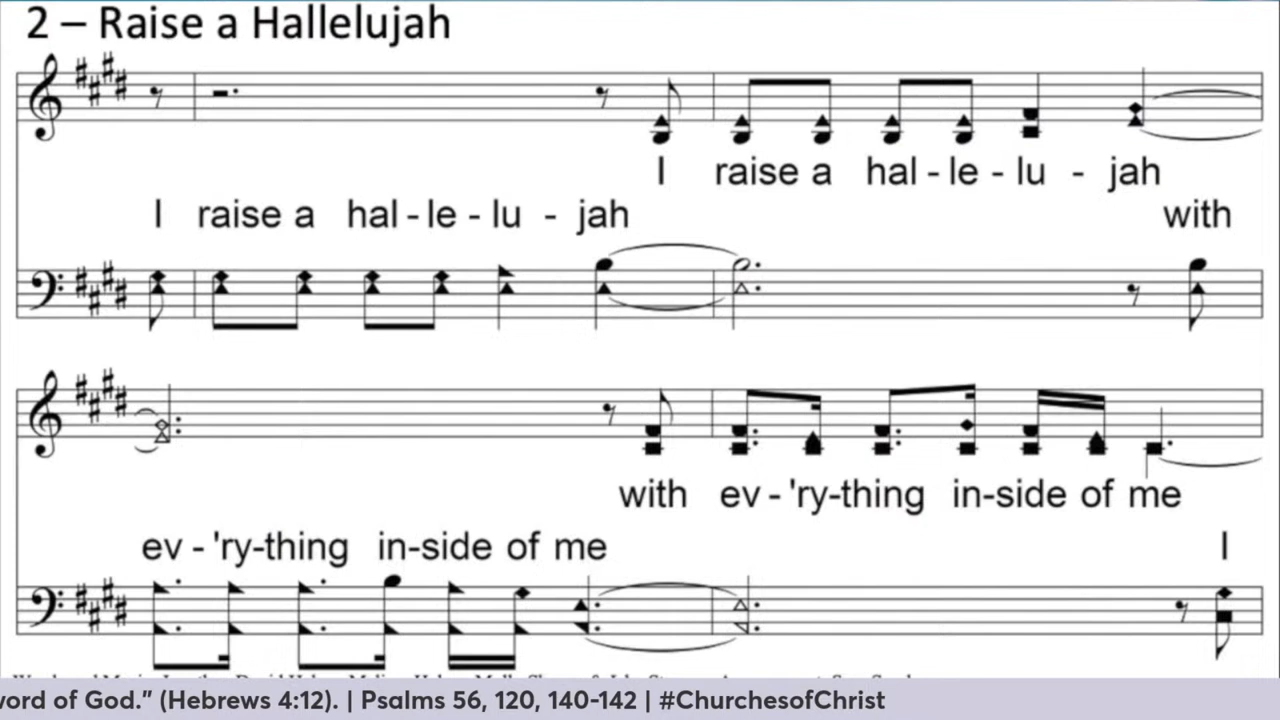 2 – Raise a Hallelujah
I raise a hal - le - lu - jah
I raise a hal - le - lu - jah with
with ev - 'ry-thing in-side of me
ev - 'ry-thing in-side of me I
word of God.” (Hebrews 4:12). | Psalms 56, 120, 140-142 | #ChurchesofChrist